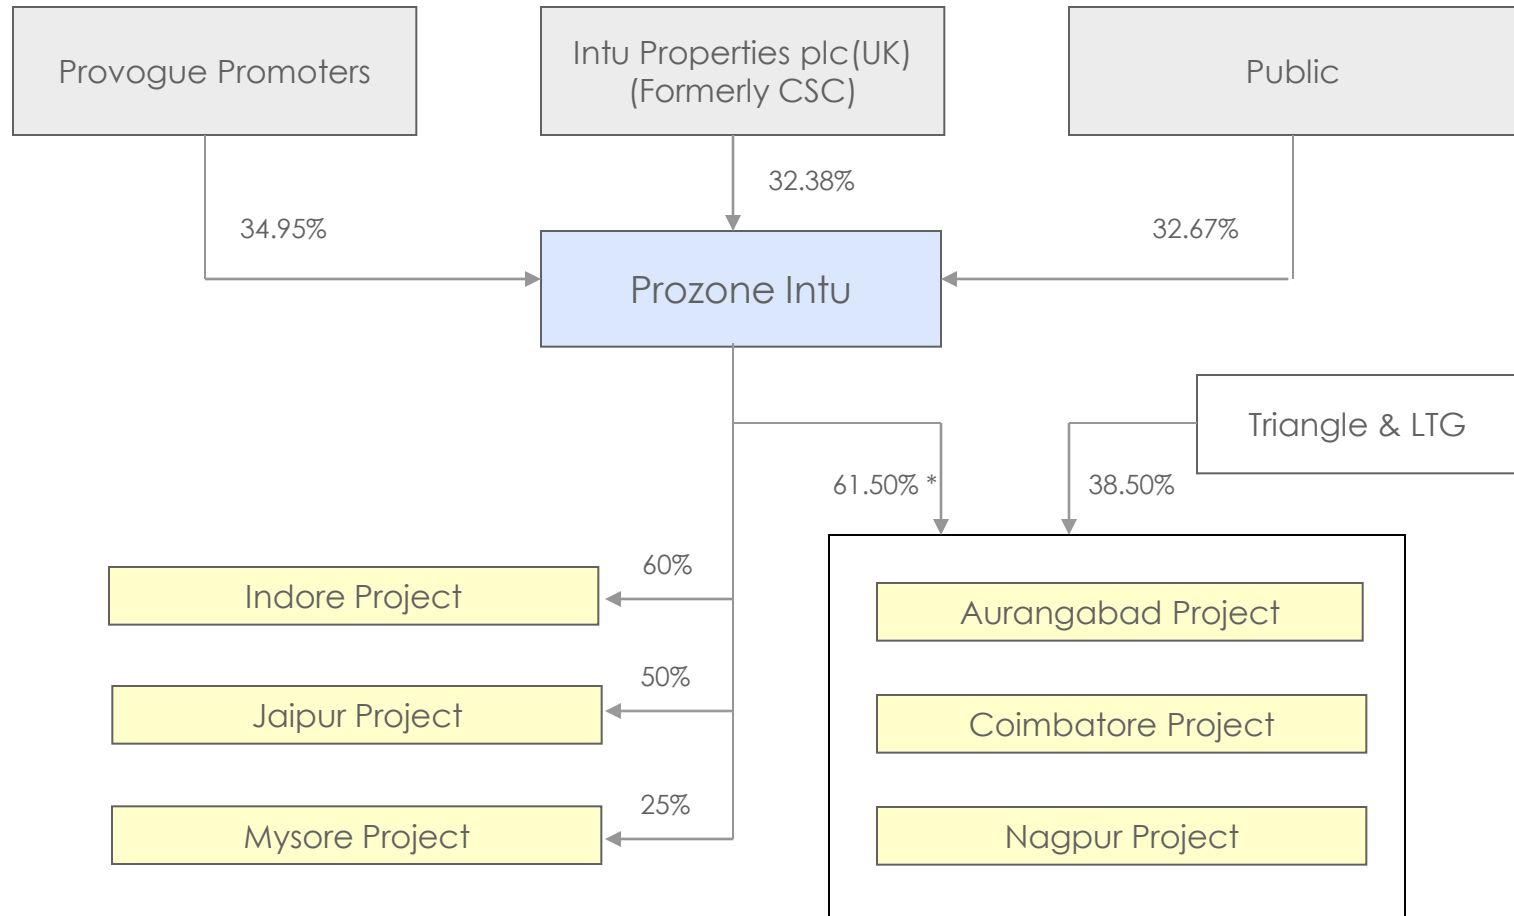 Provogue Promoters
Intu Properties plc(UK)
(Formerly CSC)
Public
32.38%
34.95%
32.67%
Prozone Intu
Triangle & LTG
61.50% *
38.50%
60%
Indore Project
Aurangabad Project
50%
Jaipur Project
Coimbatore Project
25%
Mysore Project
Nagpur Project